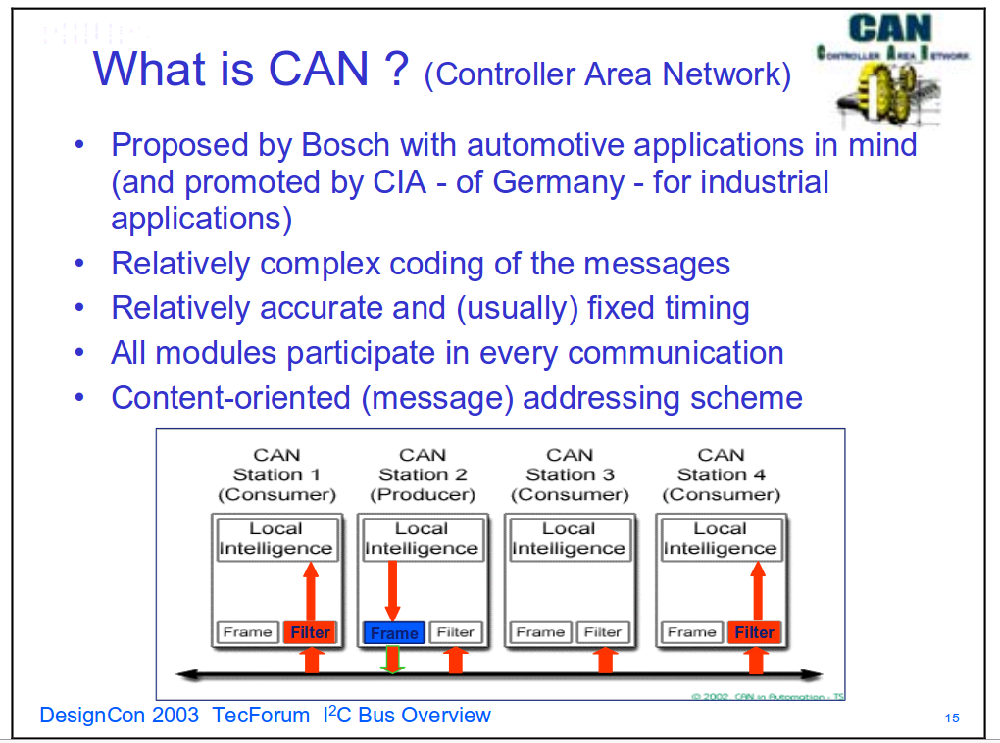 CAN
CONTROLLER AREA NETWORK
What is CAN ? (Controller Area Network)
• Proposed by Bosch with automotive applications in mind
(and promoted by CIA - of Germany - for industrial
applications)
• Relatively complex coding of the messages
• Relatively accurate and (usually) fixed timing
• All modules participate in every communication
• Content-oriented (message) addressing scheme
CAN
Station 1
(Consumer)
CAN
Station 2
(Producer)
CAN
Station 3
(Consumer)
CAN
Station 4
(Consumer)
Local
Intelligence
Local
Intelligence
Local
Intelligence
Local
Intelligence
Frame Filter
Frame Filter
Frame Filter
Frame Filter
© 2002 CAN in Automation - TS
DesignCon 2003 TecForum I²C Bus Overview
15